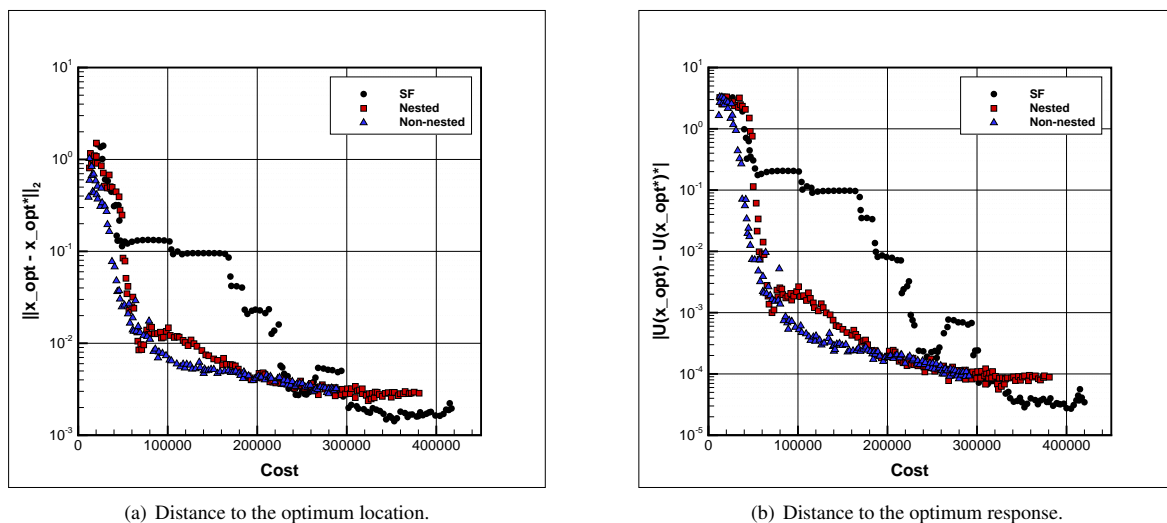 10^1
10^0
10^-1
10^-2
10^-3
||x_opt - x_opt*||_2
SF
Nested
Non-nested
0 100000 200000 300000 400000
Cost
(a) Distance to the optimum location.
10^1
10^0
10^-1
10^-2
10^-3
10^-4
10^-5
|U(x_opt) - U(x_opt*)*|
SF
Nested
Non-nested
0 100000 200000 300000 400000
Cost
(b) Distance to the optimum response.